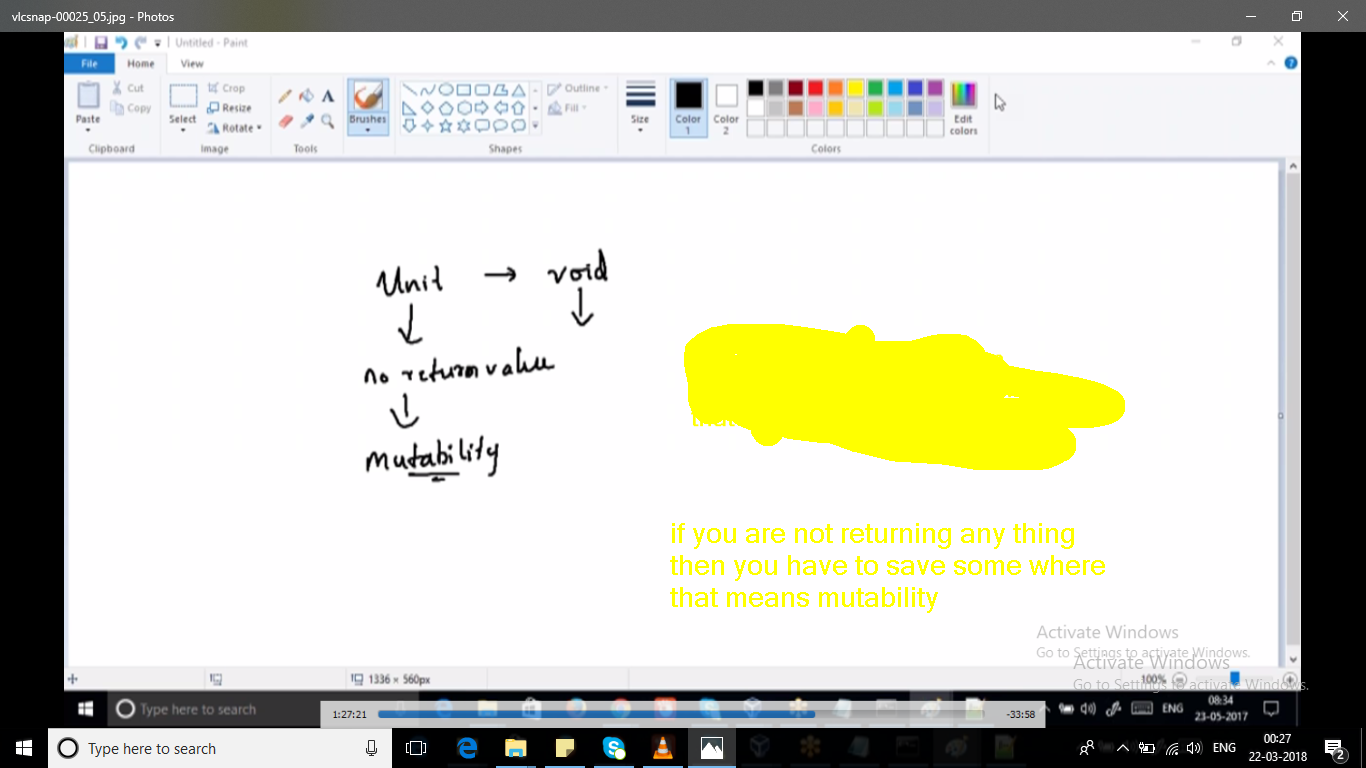 vlcsnap-00025_05.jpg - Photos
Untitled - Paint
File Home View
Cut
Copy
Paste
Clipboard
Crop
Resize
Rotate
Select
Image
Tools
Brushes
Shapes
Outline
Fill
Size
Color 1
Color 2
Edit colors
Colors
Unit → void
no return value
mutability
if you are not returning any thing
then you have to save some where
that means mutability
Activate Windows
Go to Settings to activate Windows.
Activate Windows
Go to Settings to activate Windows.
1336 × 560px
100%
Type here to search
1:27:21
-33:58
ENG
08:34
23-05-2017
Type here to search
ENG
00:27
22-03-2018
2